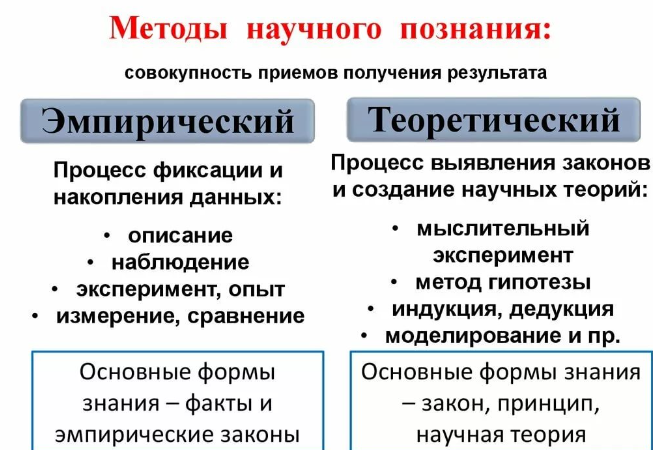 Методы научного познания:
совокупность приемов получения результата
Эмпирический
Процесс фиксации и
накопления данных:
• описание
• наблюдение
• эксперимент, опыт
• измерение, сравнение
Основные формы
знания – факты и
эмпирические законы
Теоретический
Процесс выявления законов
и создание научных теорий:
• мыслительный
эксперимент
• метод гипотезы
• индукция, дедукция
• моделирование и пр.
Основные формы знания
– закон, принцип,
научная теория